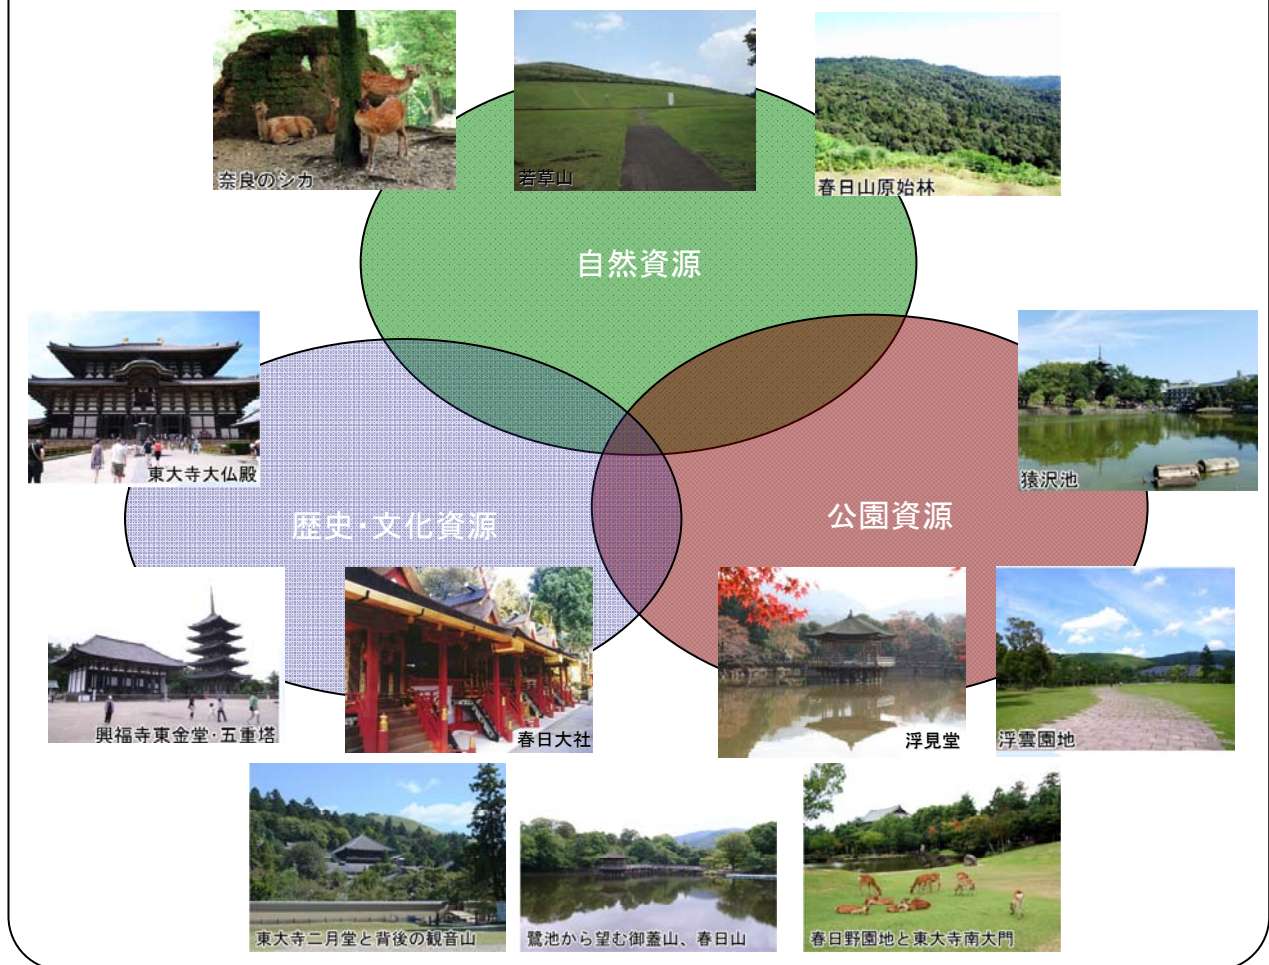 奈良のシカ
若草山
春日山原始林
自然資源
東大寺大仏殿
猿沢池
歴史・文化資源
公園資源
興福寺東金堂・五重塔
春日大社
浮見堂
浮雲園地
東大寺二月堂と背後の観音山
鷺池から望む御蓋山、春日山
春日野園地と東大寺南大門